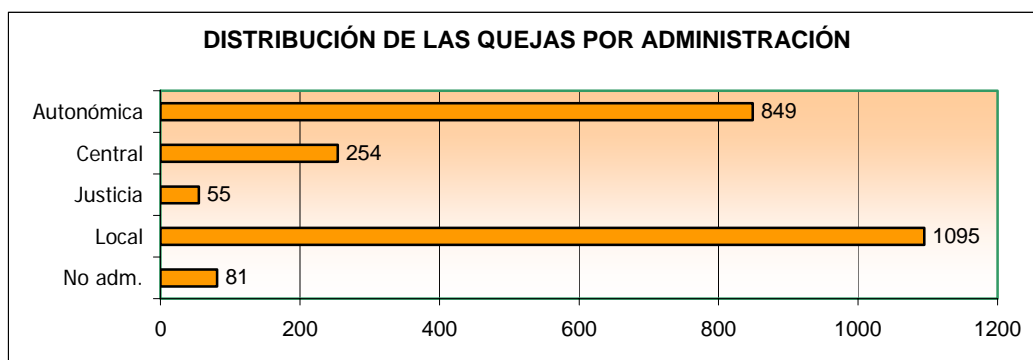 DISTRIBUCIÓN DE LAS QUEJAS POR ADMINISTRACIÓN
Autonómica 849
Central 254
Justicia 55
Local 1095
No adm. 81
0 200 400 600 800 1000 1200